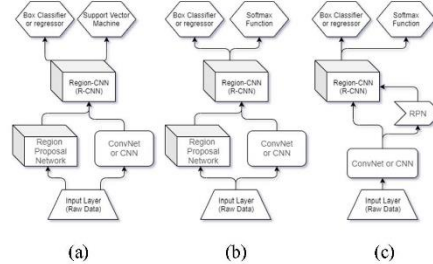 Box Classifier
or regressor
Support Vector
Machine
Region-CNN
(R-CNN)
Region
Proposal
Network
ConvNet
or CNN
Input Layer
(Raw Data)
(a)
Box Classifier
or regressor
Softmax
Function
Region-CNN
(R-CNN)
Region
Proposal
Network
ConvNet
or CNN
Input Layer
(Raw Data)
(b)
Box Classifier
or regressor
Softmax
Function
Region-CNN
(R-CNN)
RPN
ConvNet or CNN
Input Layer
(Raw Data)
(c)